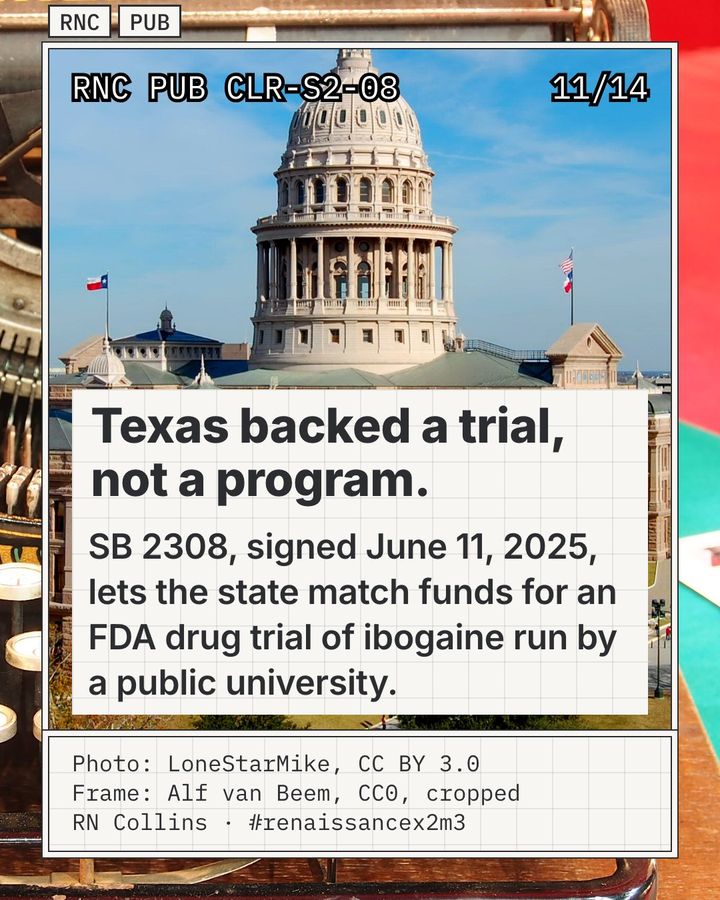 RNC PUB
RNC PUB CLR-S2-08 11/14
Texas backed a trial,
not a program.
SB 2308, signed June 11, 2025,
lets the state match funds for an
FDA drug trial of ibogaine run by
a public university.
Photo: LoneStarMike, CC BY 3.0
Frame: Alf van Beem, CC0, cropped
RN Collins · #renaissancex2m3